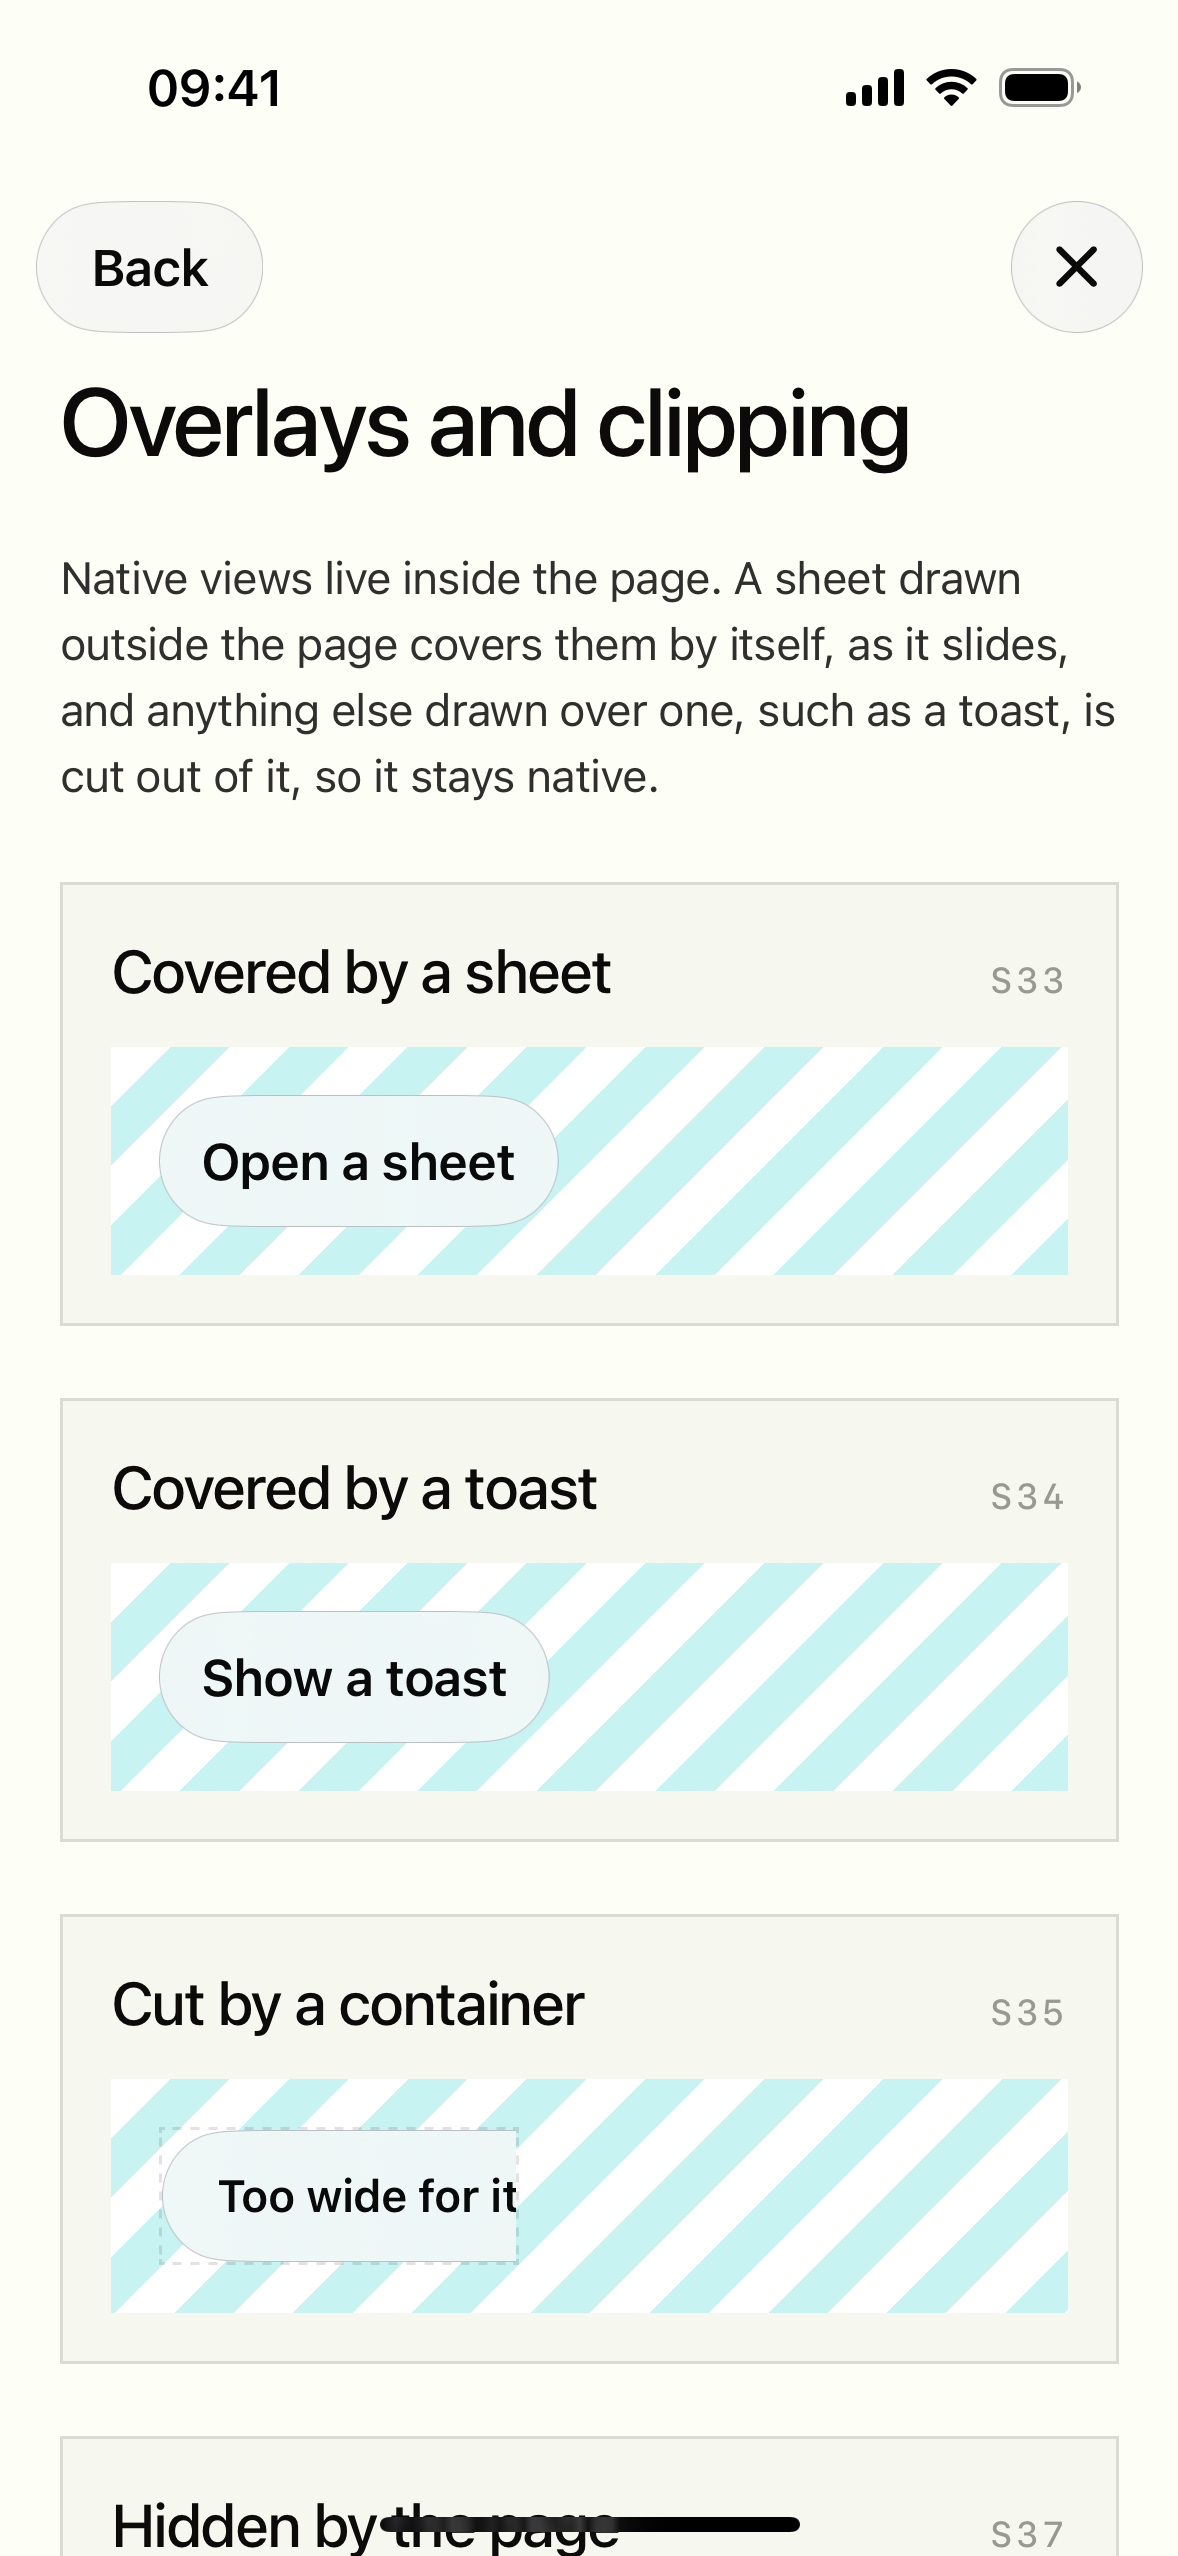 09:41
Back
Overlays and clipping
Native views live inside the page. A sheet drawn
outside the page covers them by itself, as it slides,
and anything else drawn over one, such as a toast, is
cut out of it, so it stays native.
Covered by a sheet
S33
Open a sheet
Covered by a toast
S34
Show a toast
Cut by a container
S35
Too wide for it
Hidden by the page
S37